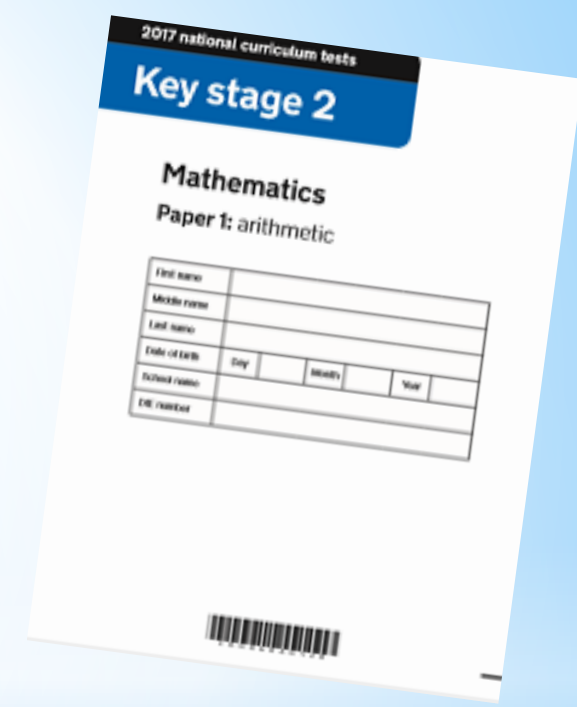 2017 national curriculum tests
Key stage 2
Mathematics
Paper 1: arithmetic
First name
Middle name
Last name
Date of birth Day Month Year
School name
DfE number